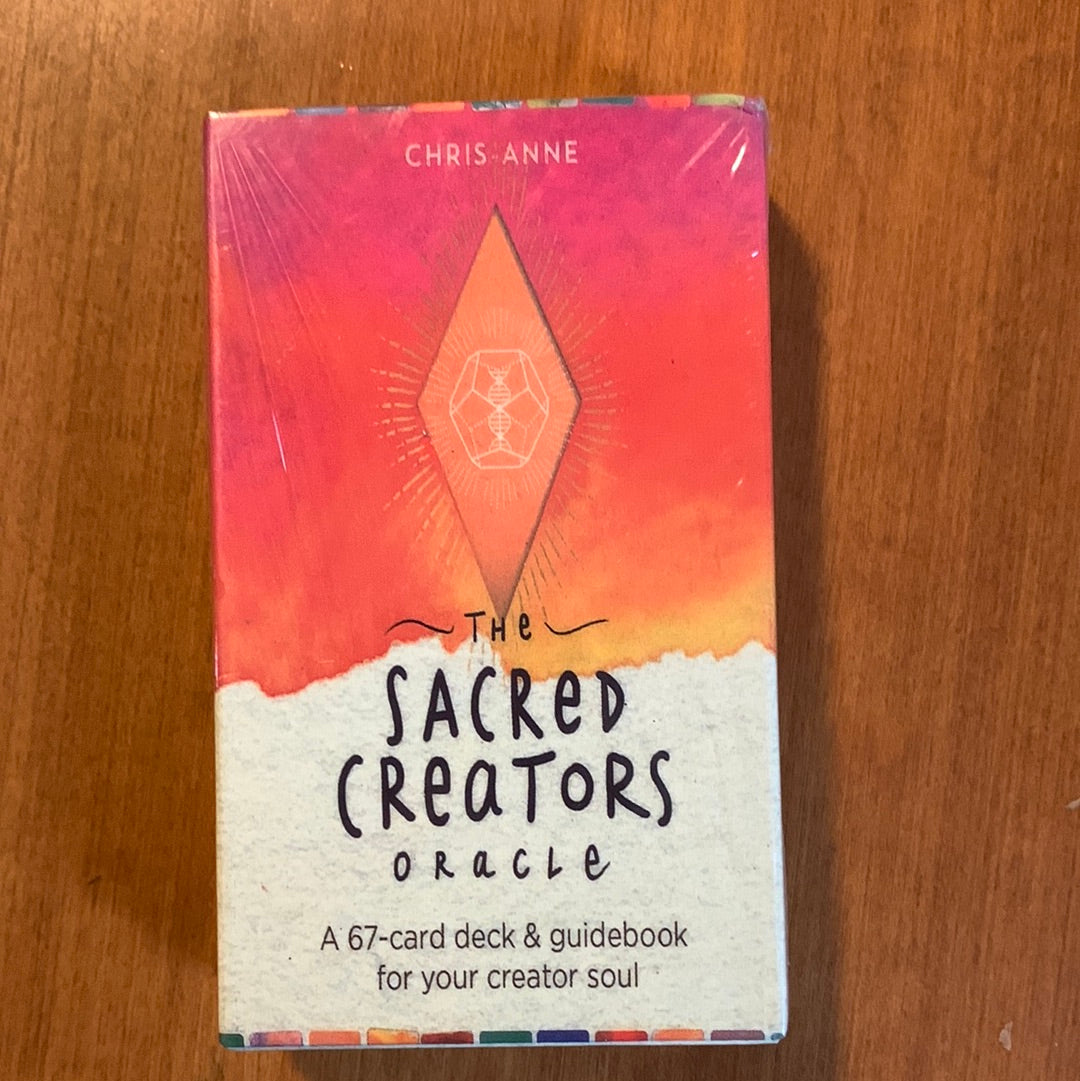 CHRIS-ANNE
THE
SACRED
CREATORS
ORACLE
A 67-card deck & guidebook
for your creator soul